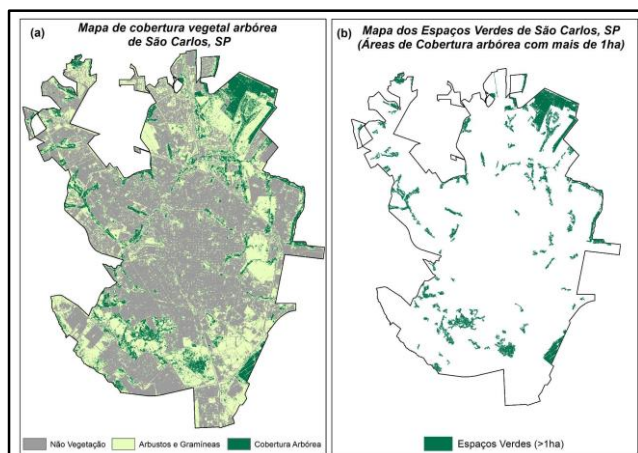 (a)
Mapa de cobertura vegetal arbórea
de São Carlos, SP
Não Vegetação
Arbustos e Gramíneas
Cobertura Arbórea
(b)
Mapa dos Espaços Verdes de São Carlos, SP
(Áreas de Cobertura arbórea com mais de 1ha)
Espaços Verdes (>1ha)